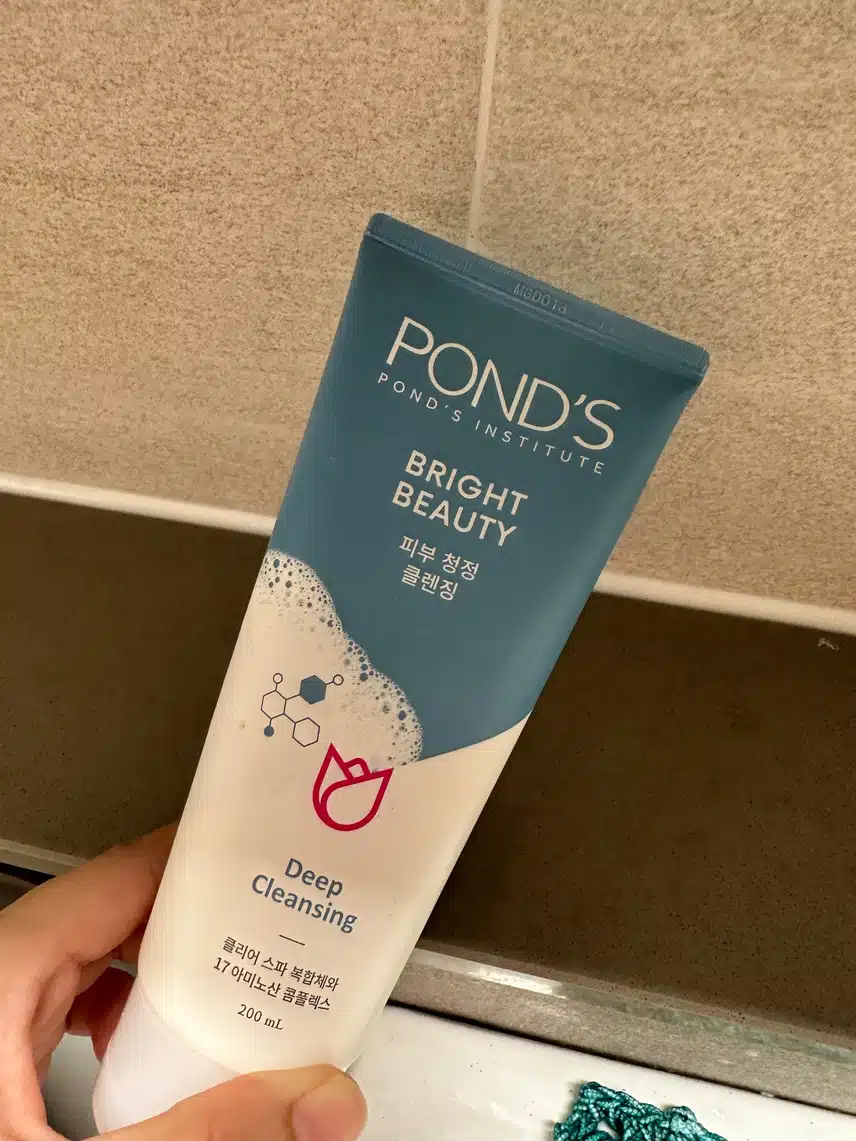 MGD013
POND'S
POND'S INSTITUTE
BRIGHT
BEAUTY
피부 청정
클렌징
Deep
Cleansing
클리어 스파 복합체와
17 아미노산 콤플렉스
200 mL